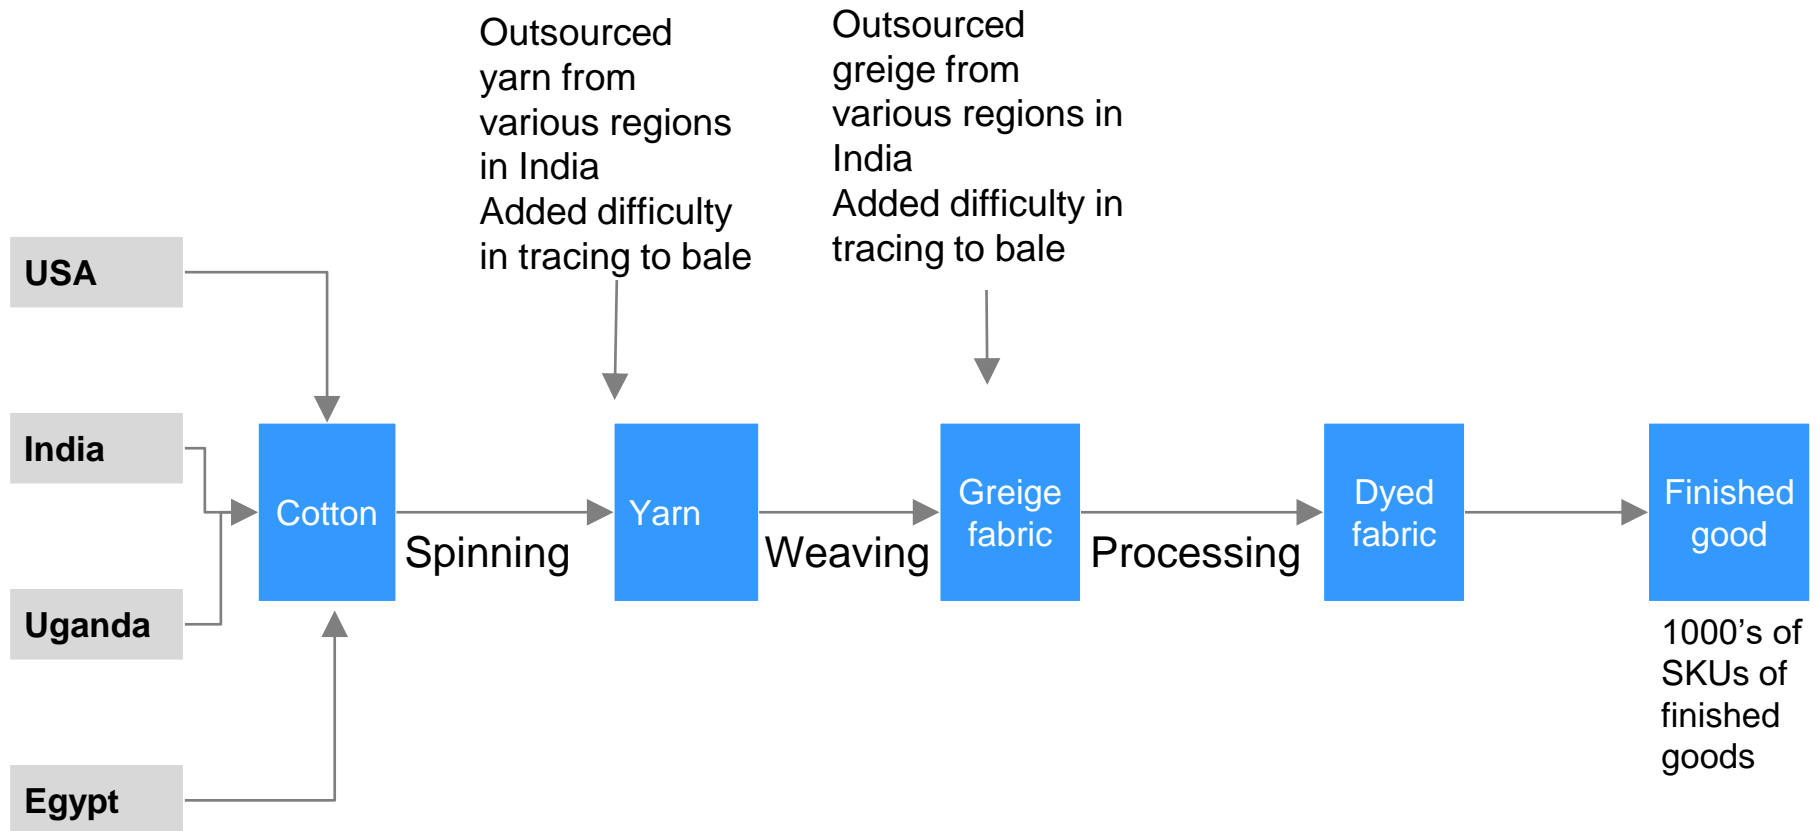 Outsourced
yarn from
various regions
in India
Added difficulty
in tracing to bale
Outsourced
greige from
various regions in
India
Added difficulty in
tracing to bale
USA
India
Uganda
Egypt
Cotton
Spinning
Yarn
Weaving
Greige
fabric
Processing
Dyed
fabric
Finished
good
1000’s of
SKUs of
finished
goods